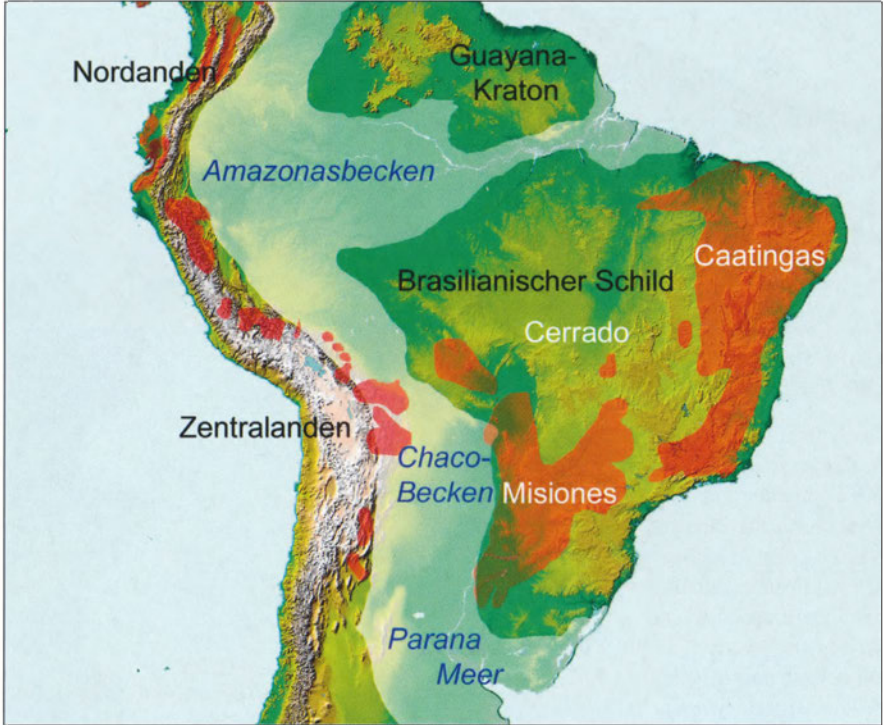 Nordanden
Guayana-
Kraton
Amazonasbecken
Caatingas
Brasilianischer Schild
Cerrado
Zentralanden
Chaco-
Becken
Misiones
Parana
Meer